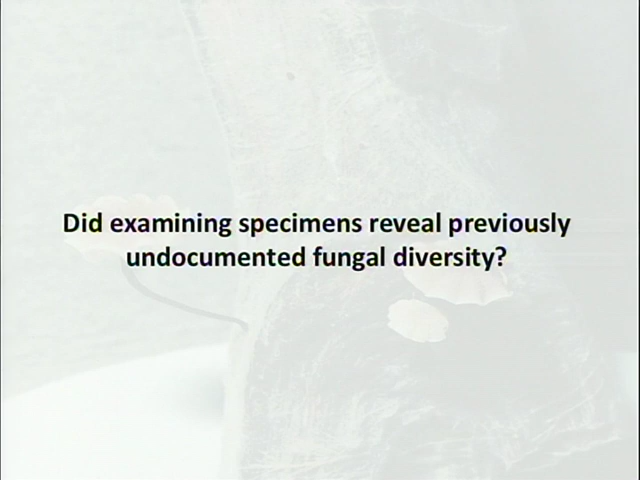 Did examining specimens reveal previously
undocumented fungal diversity?